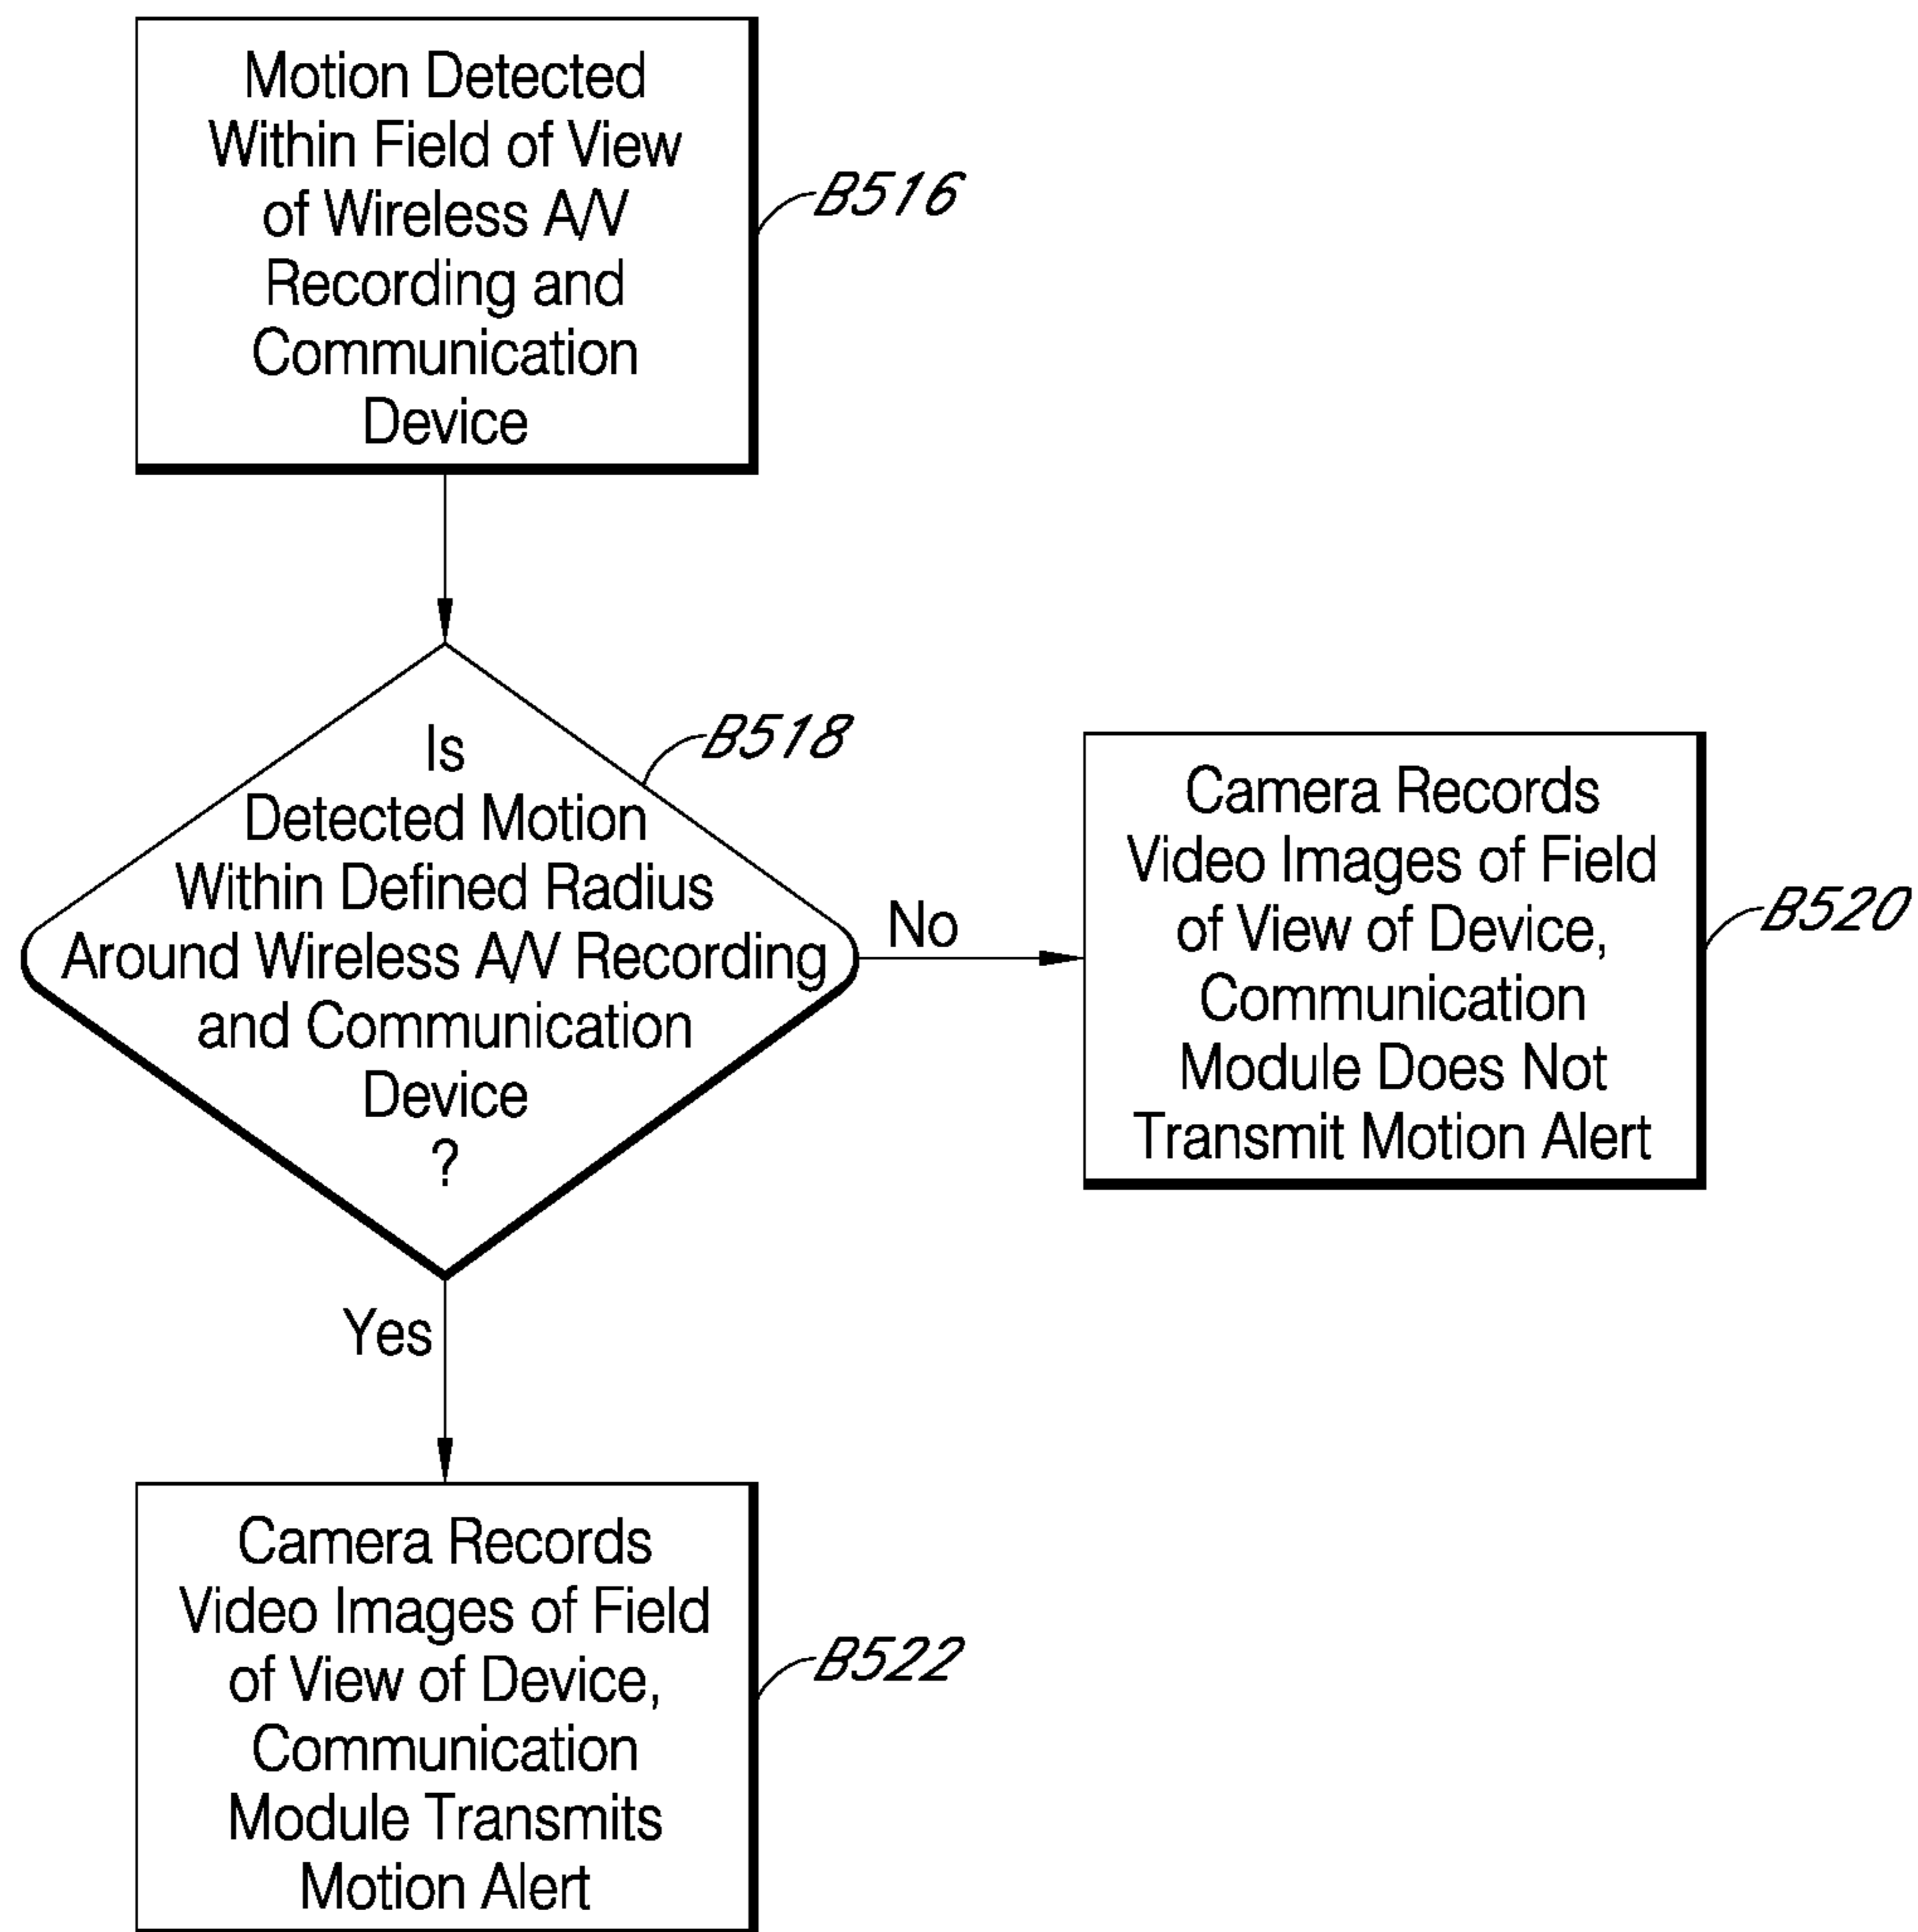 Motion Detected
Within Field of View
of Wireless A/V
Recording and
Communication
Device
B516
Is
Detected Motion
Within Defined Radius
Around Wireless A/V Recording
and Communication
Device
?
B518
No
Camera Records
Video Images of Field
of View of Device,
Communication
Module Does Not
Transmit Motion Alert
B520
Yes
Camera Records
Video Images of Field
of View of Device,
Communication
Module Transmits
Motion Alert
B522